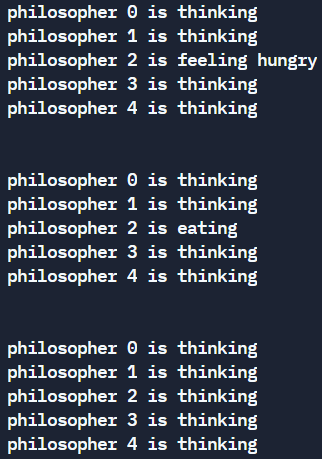 philosopher 0 is thinking
philosopher 1 is thinking
philosopher 2 is feeling hungry
philosopher 3 is thinking
philosopher 4 is thinking
philosopher 0 is thinking
philosopher 1 is thinking
philosopher 2 is eating
philosopher 3 is thinking
philosopher 4 is thinking
philosopher 0 is thinking
philosopher 1 is thinking
philosopher 2 is thinking
philosopher 3 is thinking
philosopher 4 is thinking